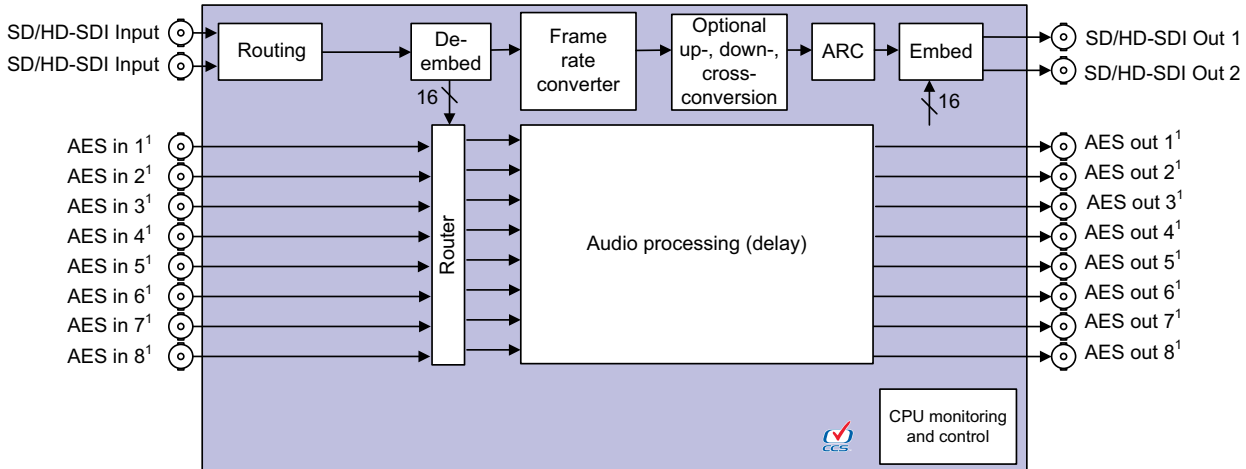 SD/HD-SDI Input
SD/HD-SDI Input
Routing
De-
embed
Frame
rate
converter
Optional
up-, down-,
cross-
conversion
ARC
Embed
SD/HD-SDI Out 1
SD/HD-SDI Out 2
16
16
AES in 1¹
AES in 2¹
AES in 3¹
AES in 4¹
AES in 5¹
AES in 6¹
AES in 7¹
AES in 8¹
Router
Audio processing (delay)
AES out 1¹
AES out 2¹
AES out 3¹
AES out 4¹
AES out 5¹
AES out 6¹
AES out 7¹
AES out 8¹
CCS
CPU monitoring
and control